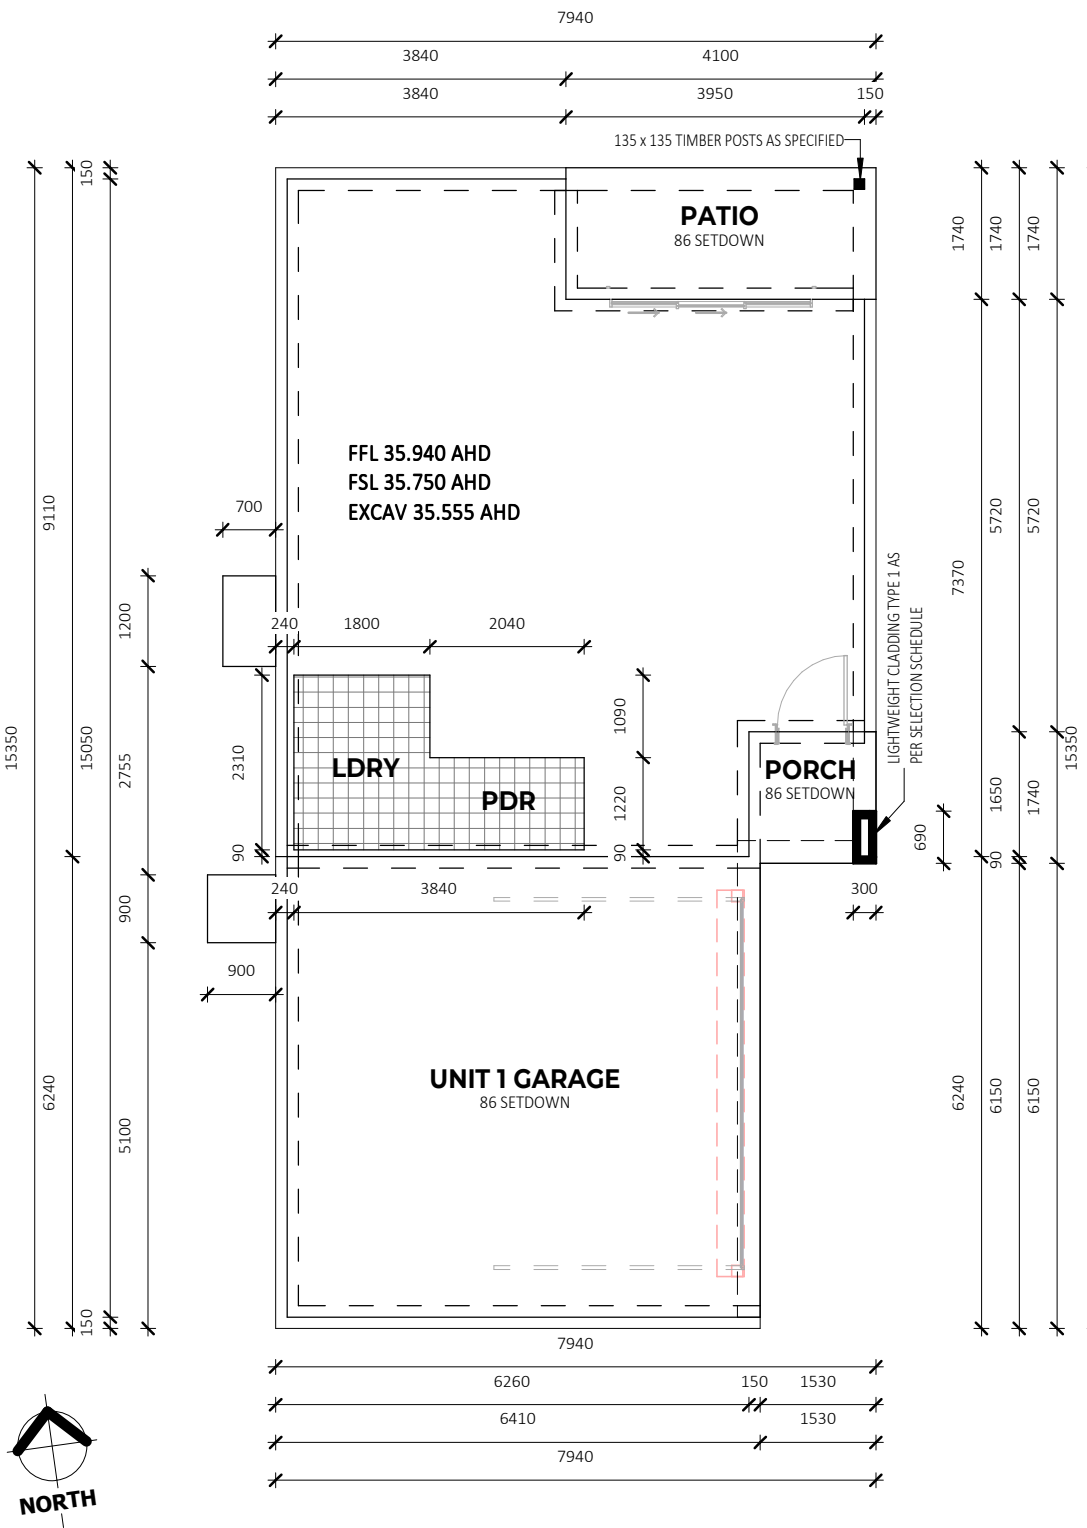 7940
3840 4100
3840 3950 150
135 x 135 TIMBER POSTS AS SPECIFIED
150
PATIO
86 SETDOWN
1740 1740 1740
FFL 35.940 AHD
FSL 35.750 AHD
EXCAV 35.555 AHD
9110
700
5720 5720
7370
LIGHTWEIGHT CLADDING TYPE 1 AS
PER SELECTION SCHEDULE
1200
240 1800 2040
1090
15350 15050 2755 2310
LDRY
PDR
1220
PORCH
86 SETDOWN
1650 1740 15350
690
90 90 90
900
240 3840 300
900
UNIT 1 GARAGE
86 SETDOWN
6240 5100
6240 6150 6150
150
7940
6260 150 1530
6410 1530
7940
NORTH